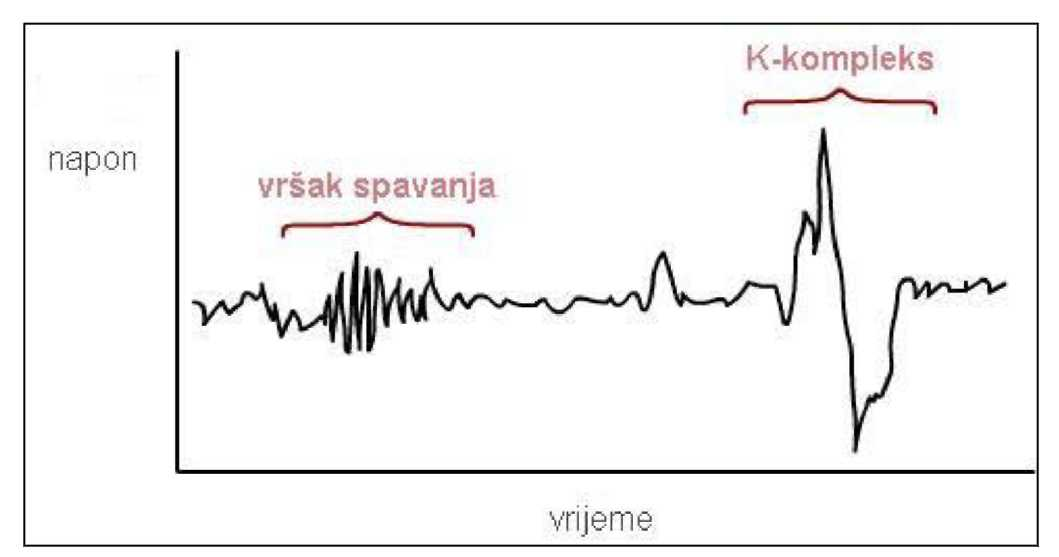 K-kompleks
napon
vršak spavanja
vrijeme